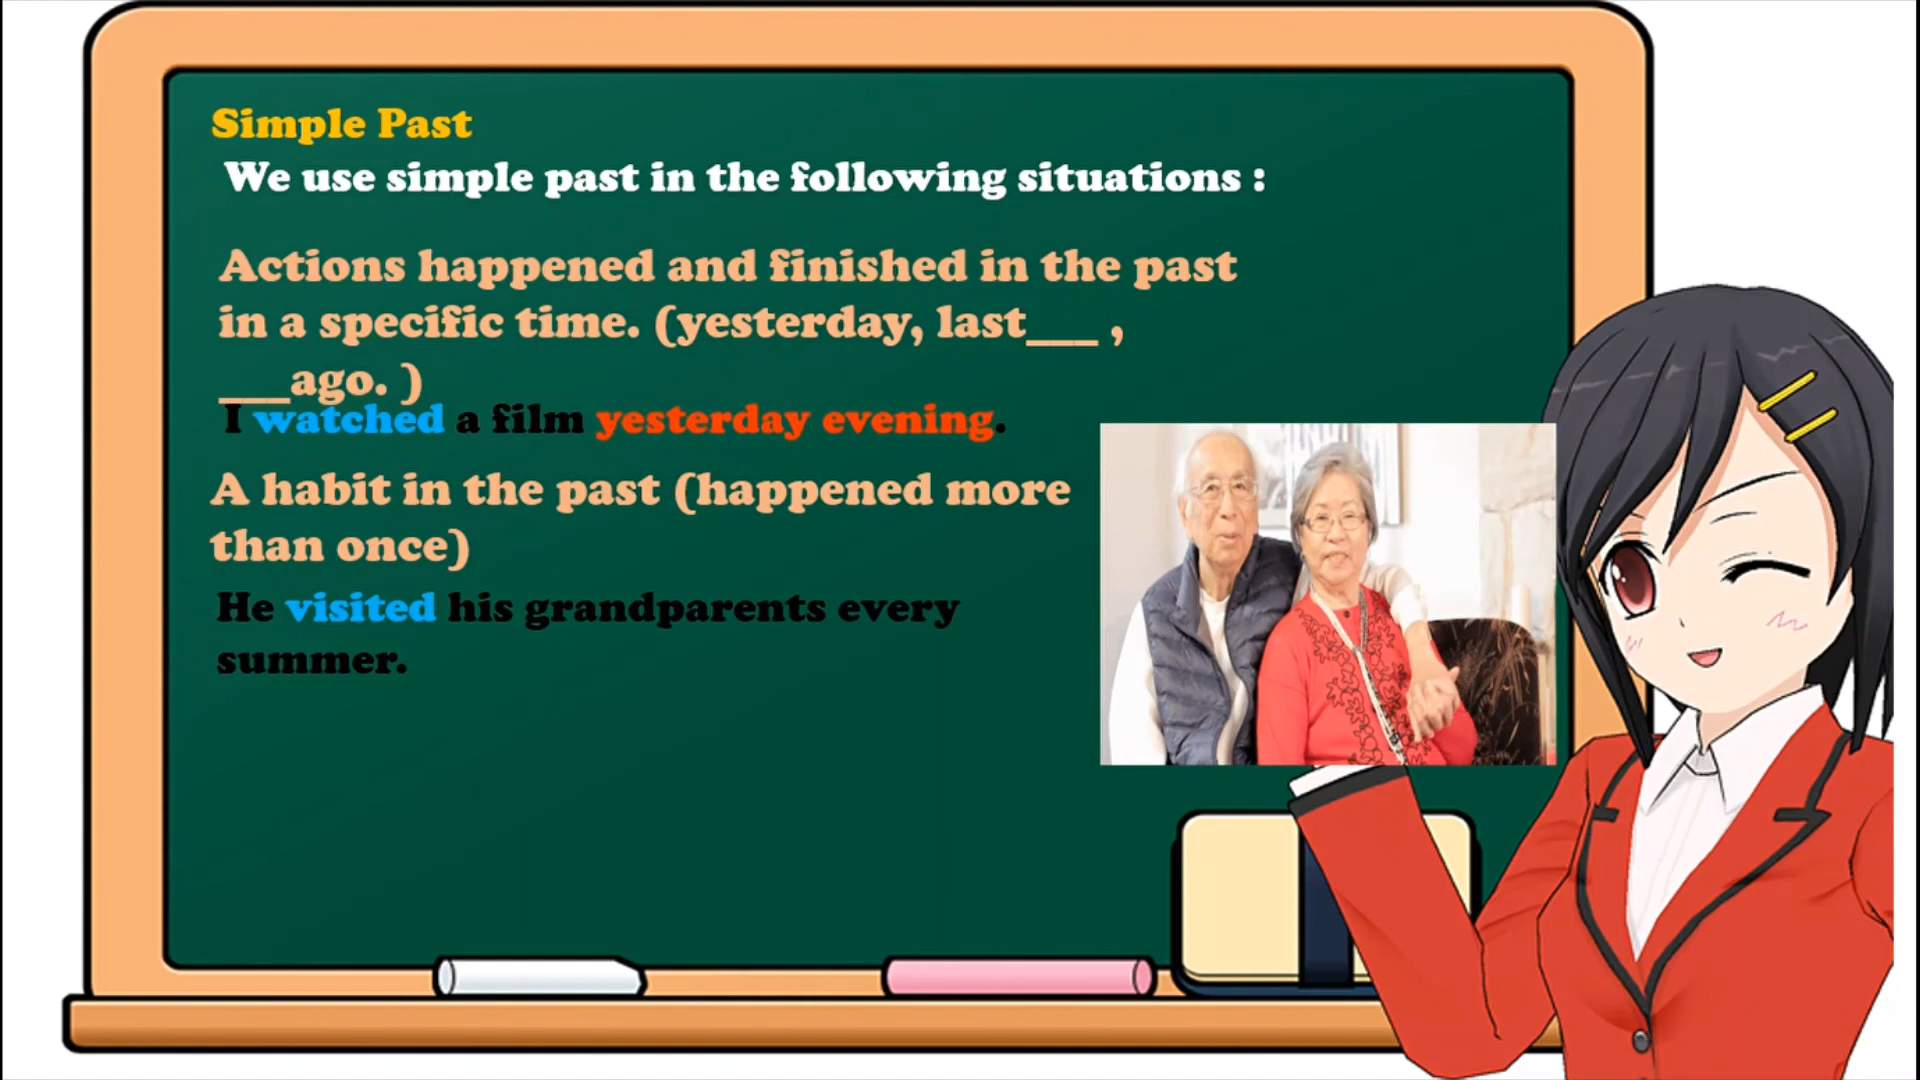 Simple Past
We use simple past in the following situations :
Actions happened and finished in the past
in a specific time. (yesterday, last___ ,
___ago. )
I watched a film yesterday evening.
A habit in the past (happened more
than once)
He visited his grandparents every
summer.